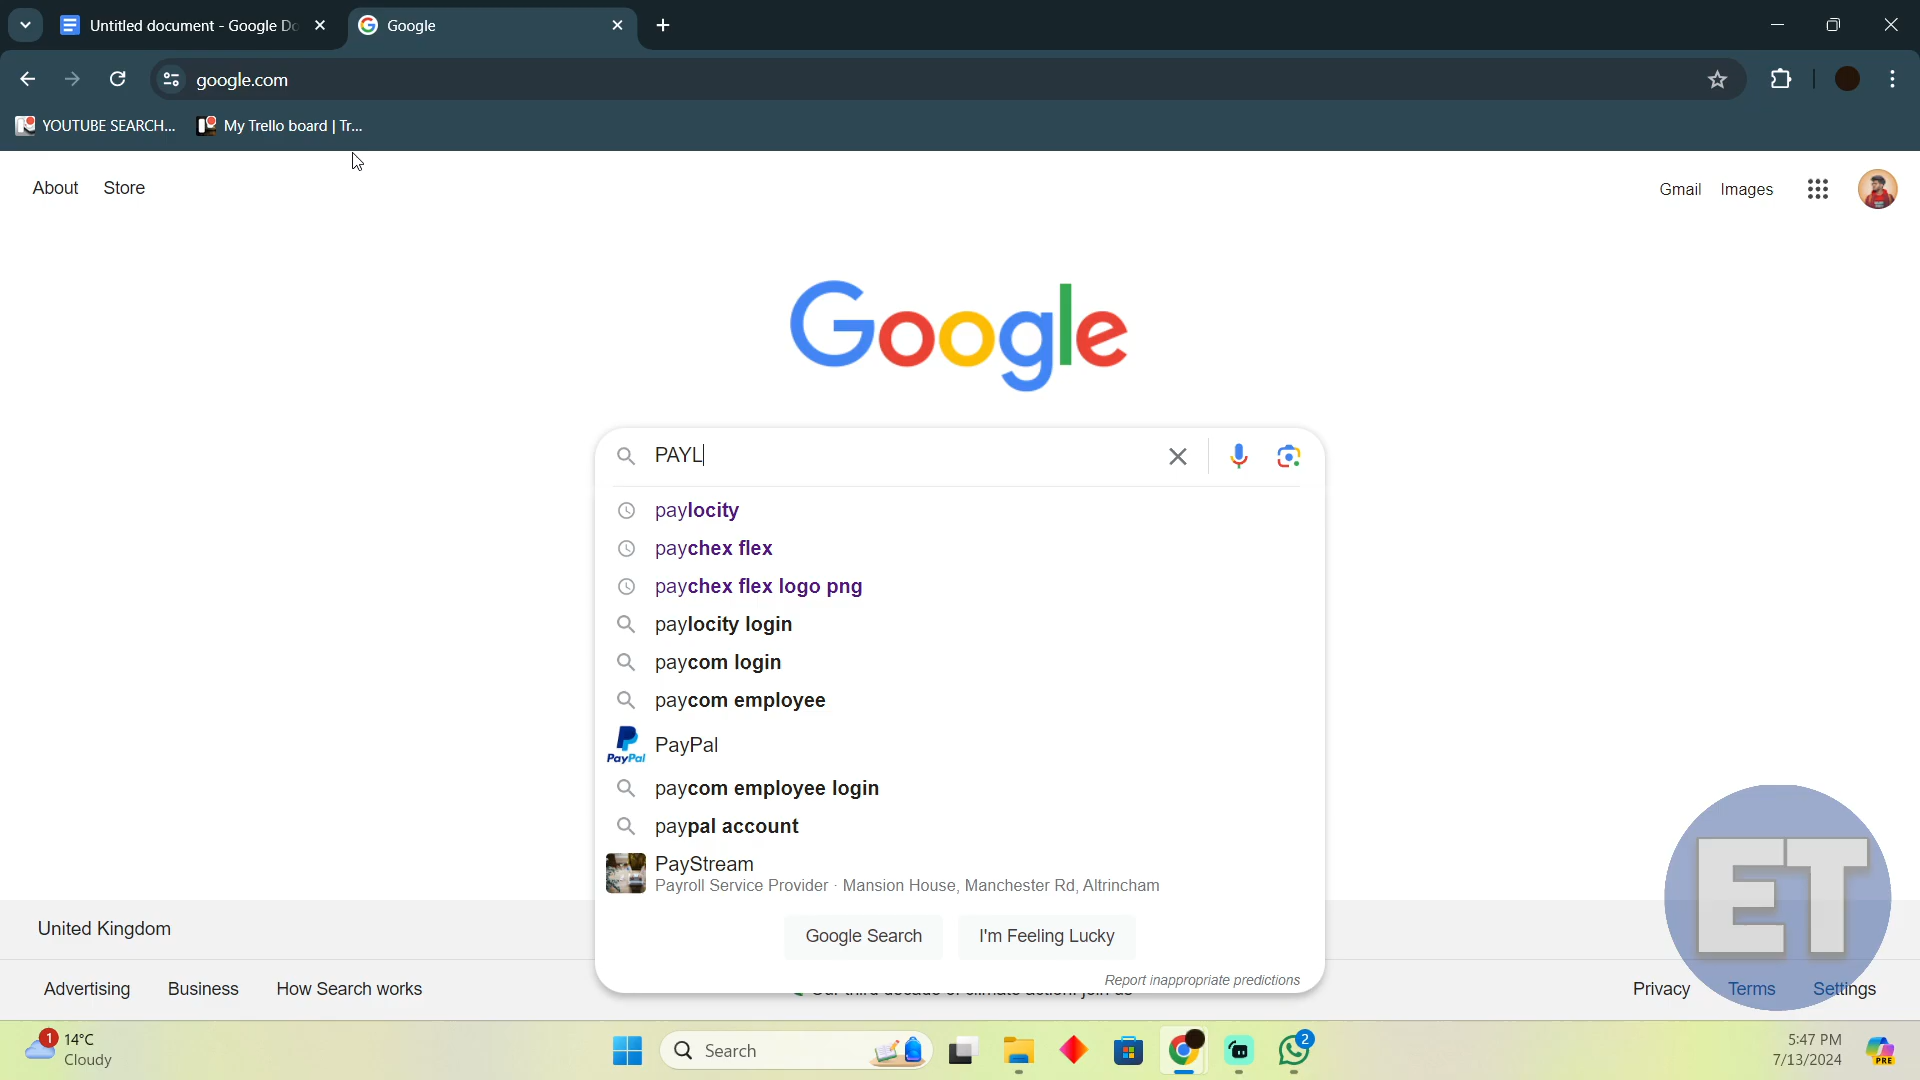 Untitled document - Google Do
Google
google.com
YOUTUBE SEARCH...
My Trello board | Tr...
About
Store
Gmail
Images
Google
PAYL
paylocity
paychex flex
paychex flex logo png
paylocity login
paycom login
paycom employee
PayPal
PayPal
paycom employee login
paypal account
PayStream
Payroll Service Provider · Mansion House, Manchester Rd, Altrincham
Google Search
I'm Feeling Lucky
Report inappropriate predictions
United Kingdom
Advertising
Business
How Search works
Privacy
Terms
Settings
ET
1
14°C
Cloudy
Search
2
5:47 PM
7/13/2024
PRE